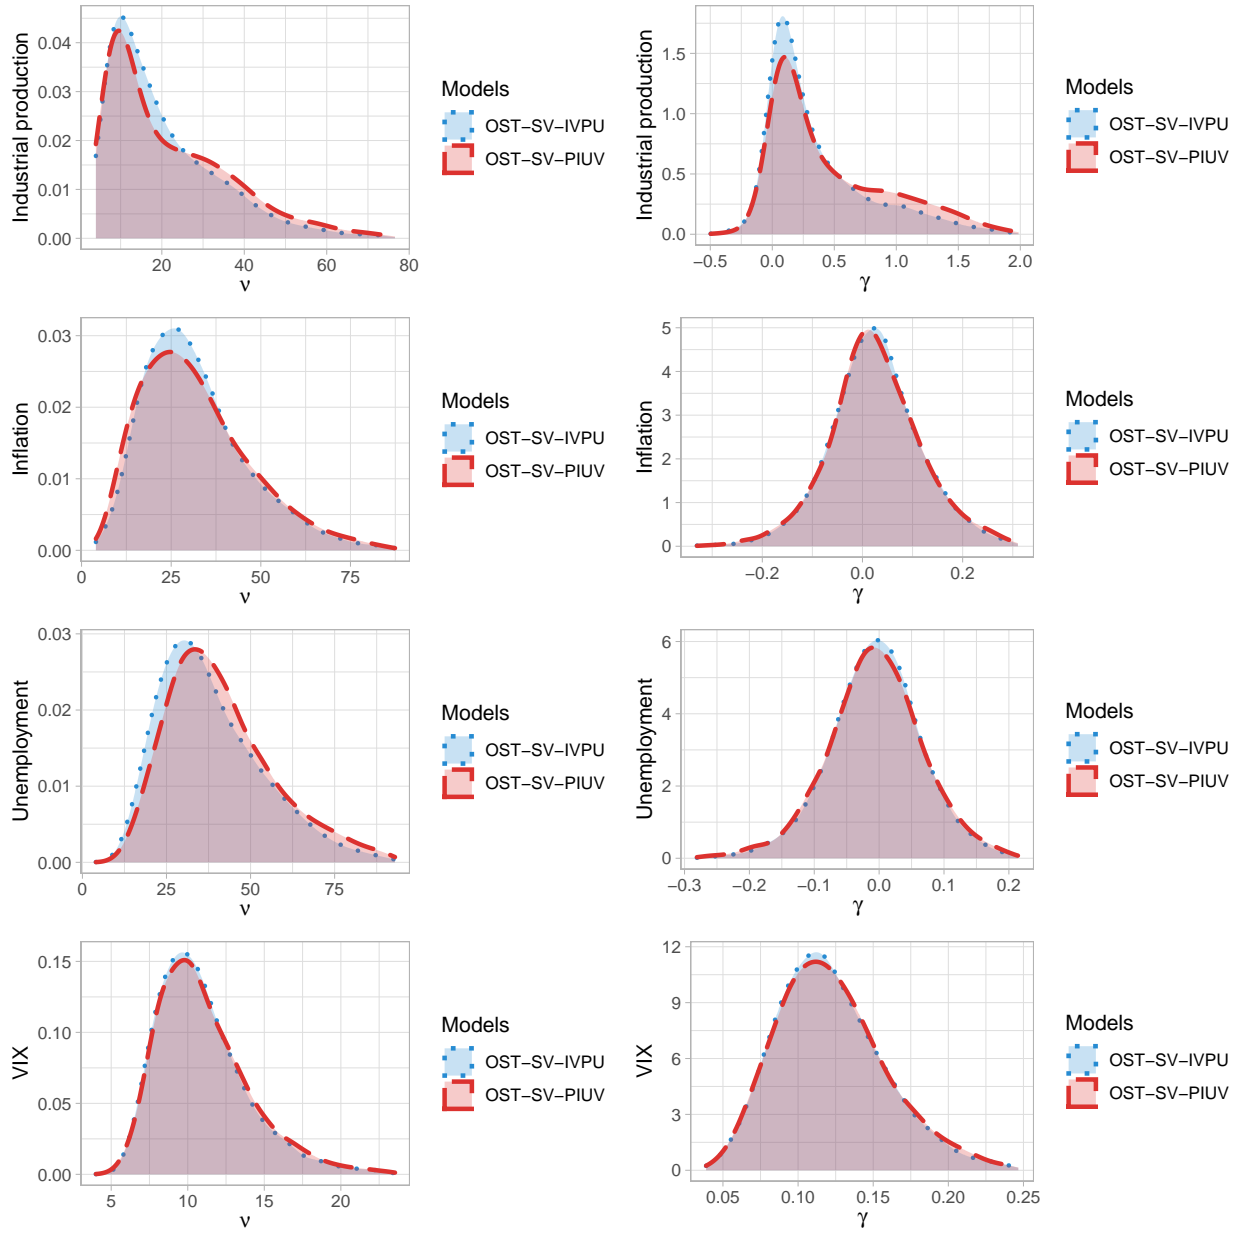 Industrial production
0.04
0.03
0.02
0.01
0.00
20 40 60 80
ν
Models
OST−SV−IVPU
OST−SV−PIUV
Industrial production
1.5
1.0
0.5
0.0
−0.5 0.0 0.5 1.0 1.5 2.0
γ
Models
OST−SV−IVPU
OST−SV−PIUV
Inflation
0.03
0.02
0.01
0.00
0 25 50 75
ν
Models
OST−SV−IVPU
OST−SV−PIUV
Inflation
5
4
3
2
1
0
−0.2 0.0 0.2
γ
Models
OST−SV−IVPU
OST−SV−PIUV
Unemployment
0.03
0.02
0.01
0.00
0 25 50 75
ν
Models
OST−SV−IVPU
OST−SV−PIUV
Unemployment
6
4
2
0
−0.3 −0.2 −0.1 0.0 0.1 0.2
γ
Models
OST−SV−IVPU
OST−SV−PIUV
VIX
0.15
0.10
0.05
0.00
5 10 15 20
ν
Models
OST−SV−IVPU
OST−SV−PIUV
VIX
12
9
6
3
0
0.05 0.10 0.15 0.20 0.25
γ
Models
OST−SV−IVPU
OST−SV−PIUV